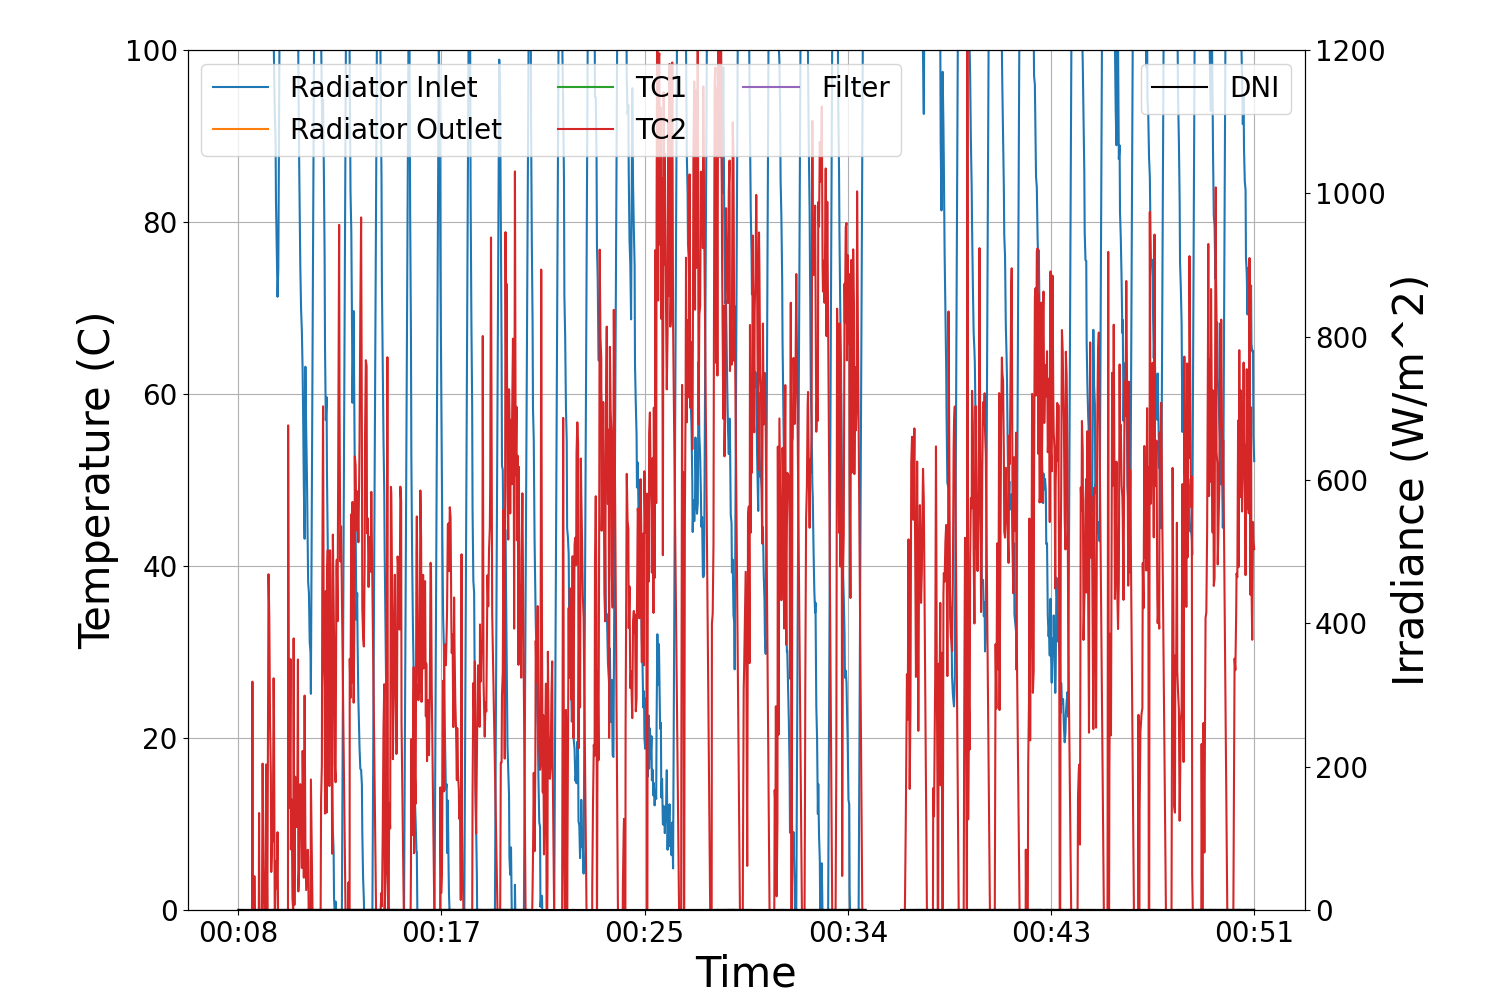 Radiator Inlet
Radiator Outlet
TC1
TC2
Filter
DNI
Temperature (C)
100
80
60
40
20
0
Irradiance (W/m^2)
1200
1000
800
600
400
200
0
00:08 00:17 00:25 00:34 00:43 00:51
Time